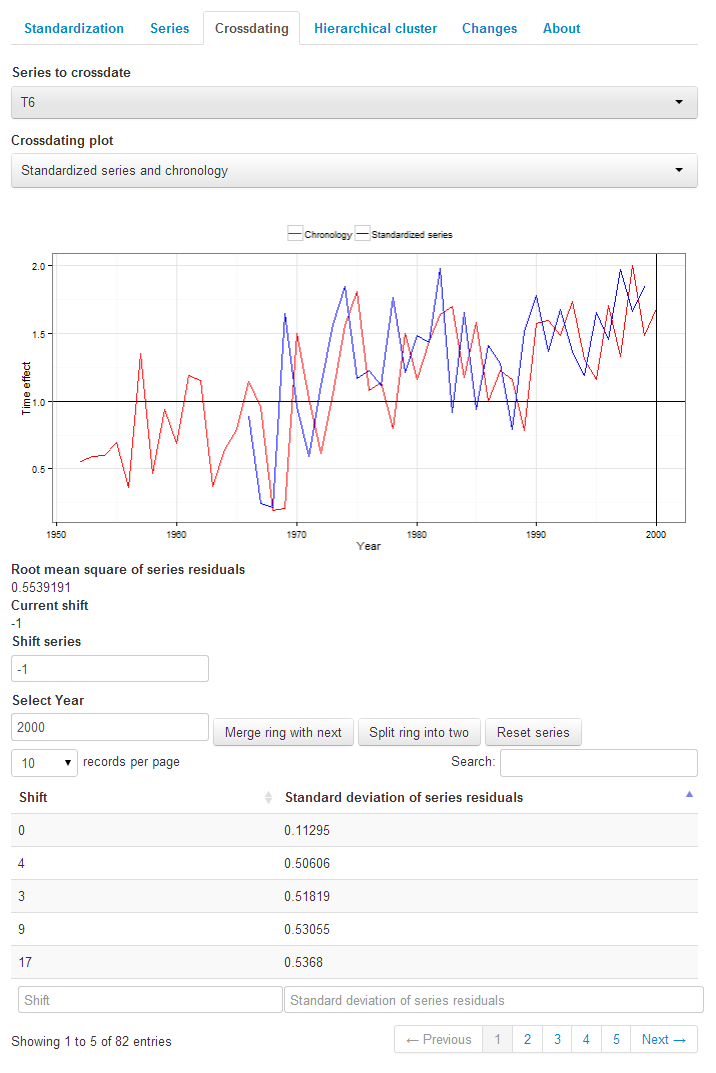 Standardization Series Crossdating Hierarchical cluster Changes About
Series to crossdate
T6
Crossdating plot
Standardized series and chronology
Chronology Standardized series
2.0
1.5
1.0
0.5
Time effect
1950 1960 1970 1980 1990 2000
Year
Root mean square of series residuals
0.5539191
Current shift
-1
Shift series
-1
Select Year
2000 Merge ring with next Split ring into two Reset series
10 records per page Search:
Shift Standard deviation of series residuals
0 0.11295
4 0.50606
3 0.51819
9 0.53055
17 0.5368
Shift Standard deviation of series residuals
Showing 1 to 5 of 82 entries ← Previous 1 2 3 4 5 Next →